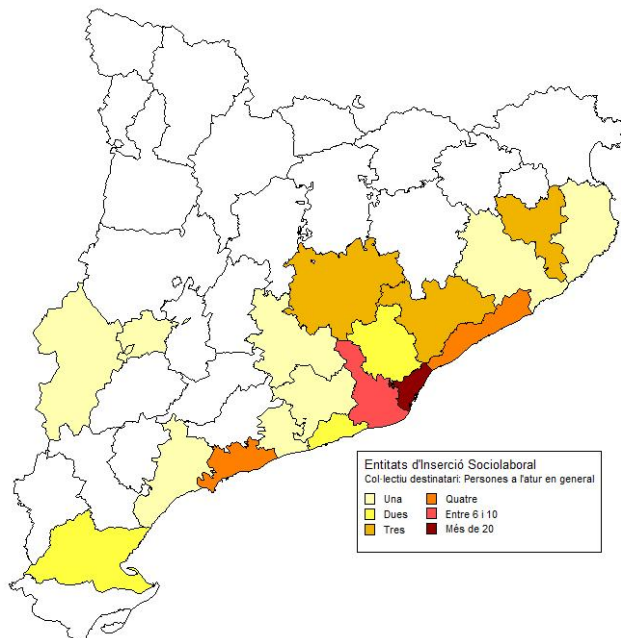 Entitats d'Inserció Sociolaboral
Col·lectiu destinatari: Persones a l'atur en general
Una
Dues
Tres
Quatre
Entre 6 i 10
Més de 20